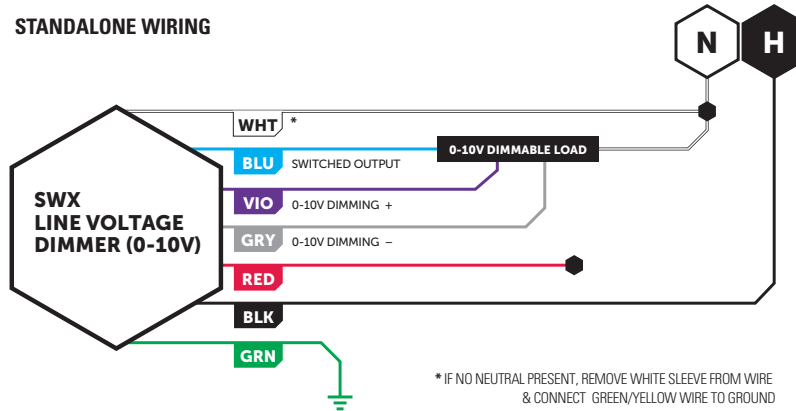 STANDALONE WIRING
N H
WHT *
BLU SWITCHED OUTPUT
0-10V DIMMABLE LOAD
VIO 0-10V DIMMING +
SWX
LINE VOLTAGE
DIMMER (0-10V)
GRY 0-10V DIMMING –
RED
BLK
GRN
* IF NO NEUTRAL PRESENT, REMOVE WHITE SLEEVE FROM WIRE
& CONNECT GREEN/YELLOW WIRE TO GROUND